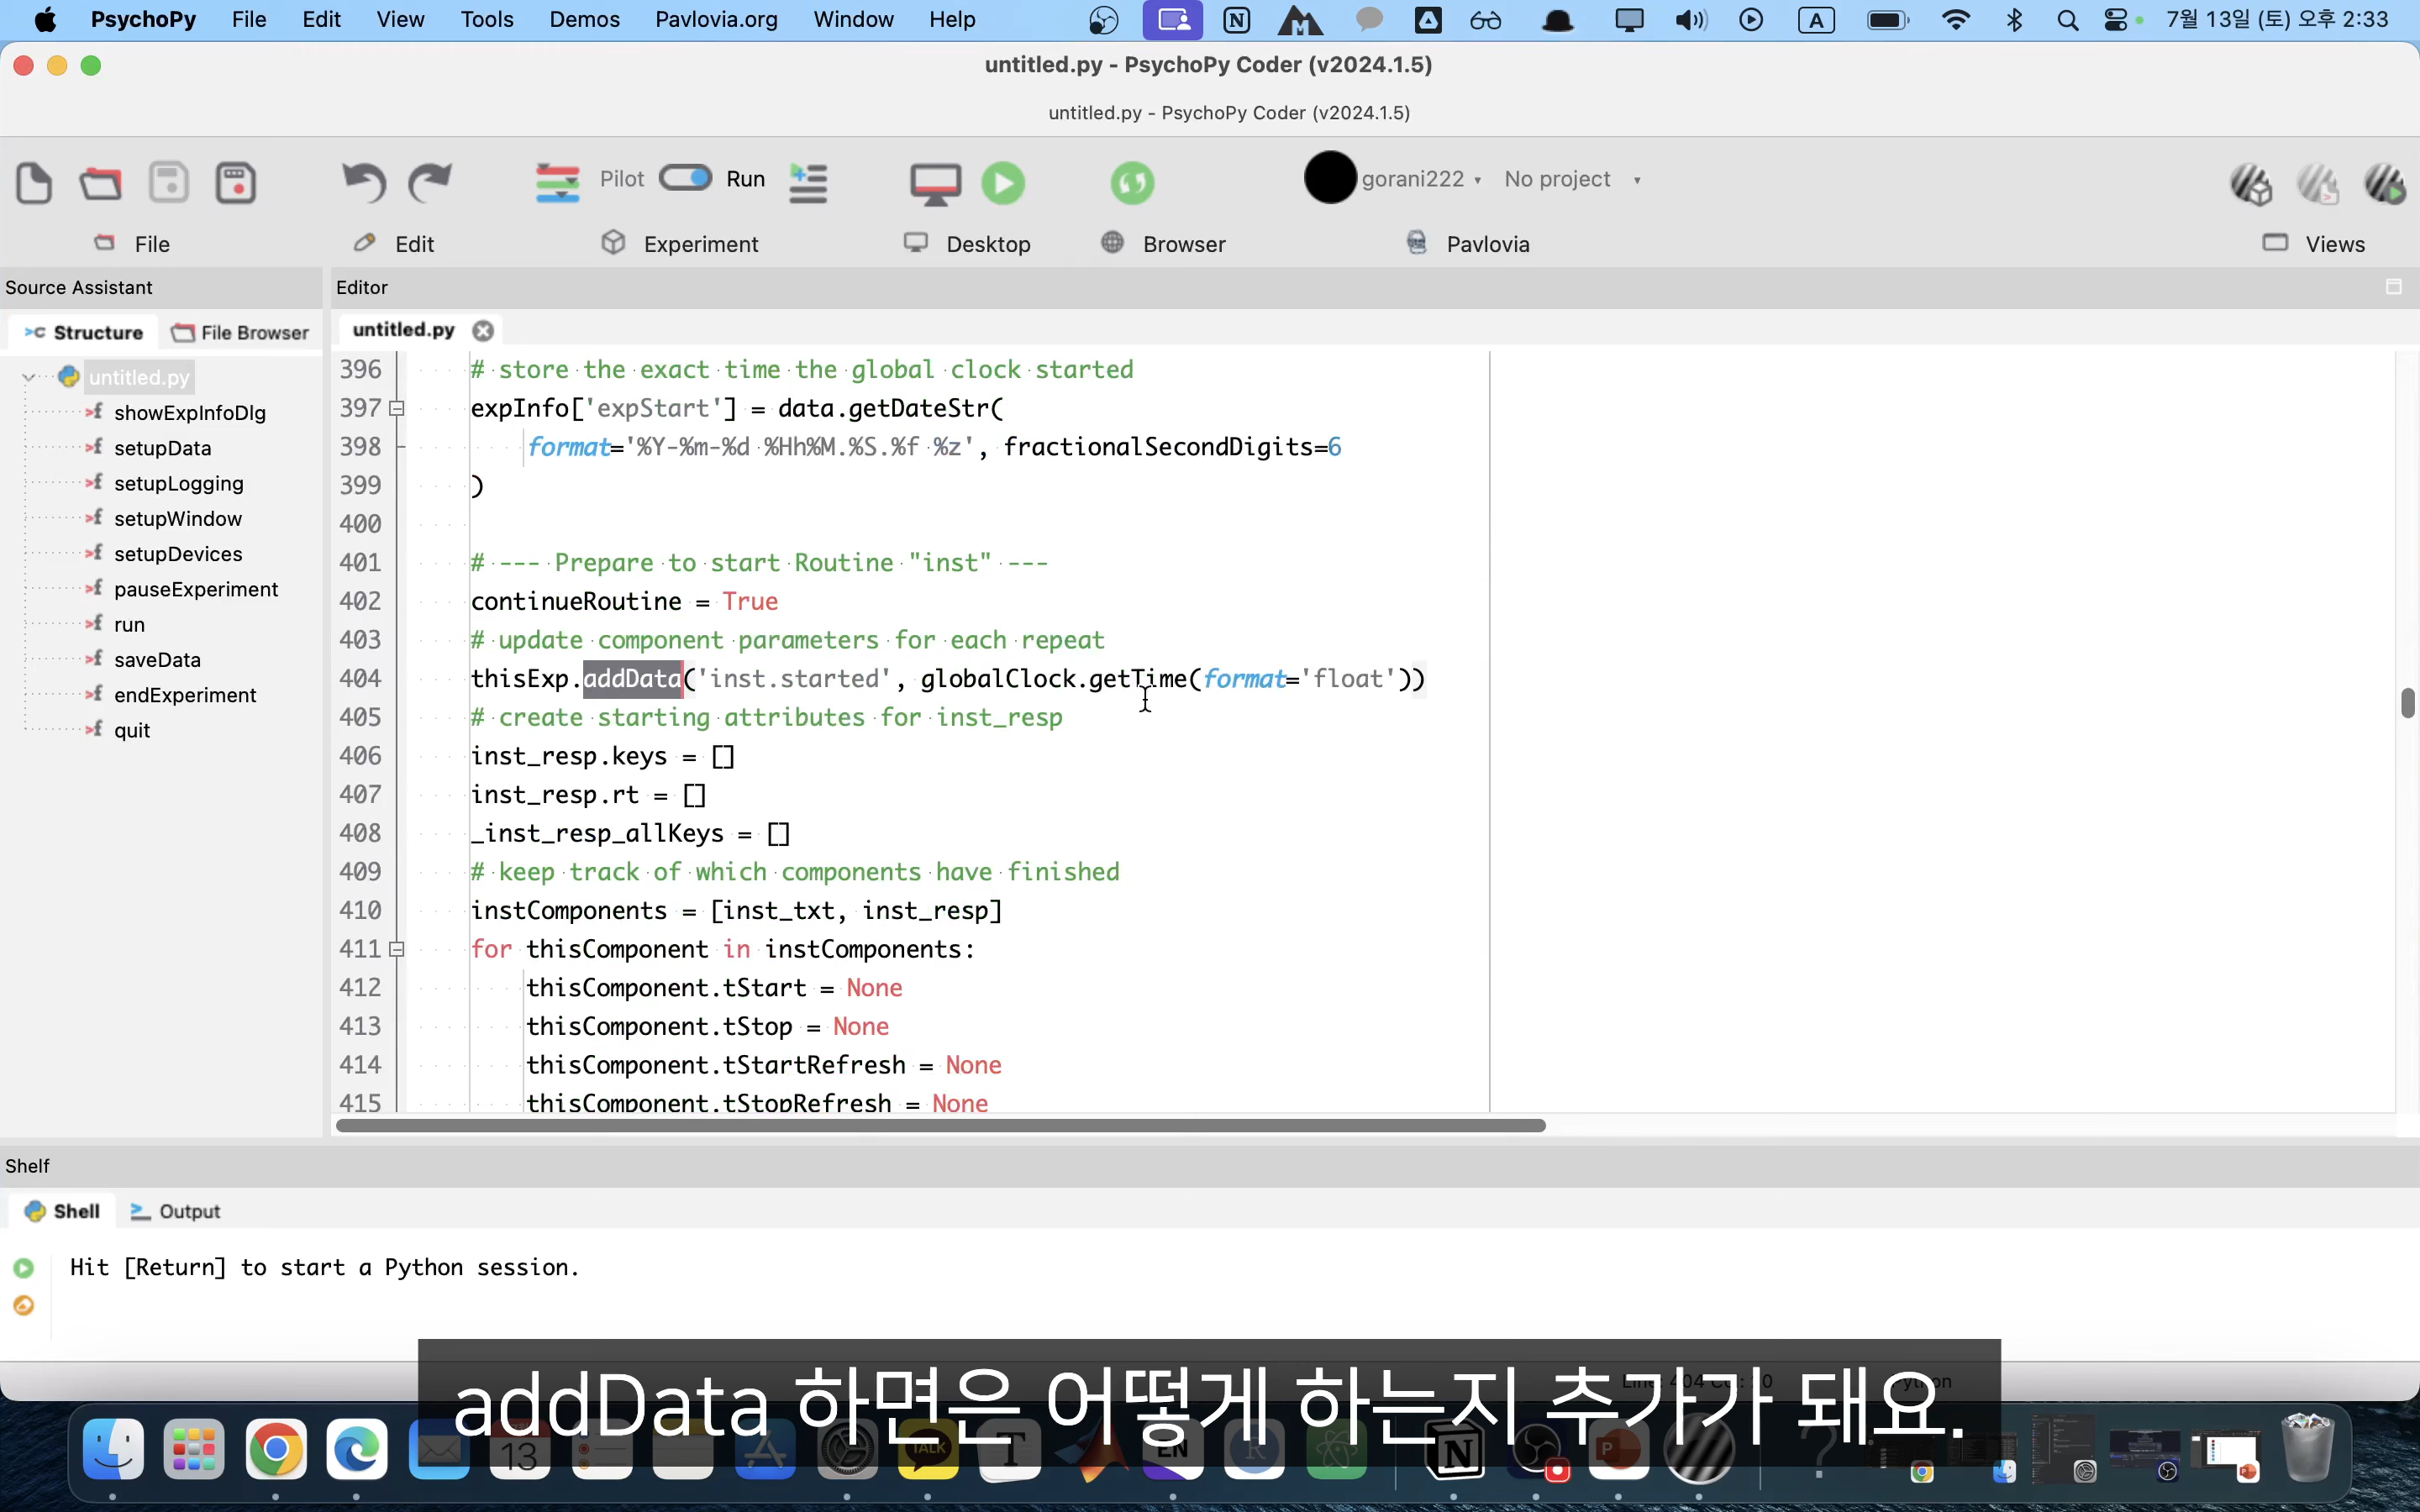 PsychoPy File Edit View Tools Demos Pavlovia.org Window Help A 7월 13일 (토) 오후 2:33
untitled.py - PsychoPy Coder (v2024.1.5)
untitled.py - PsychoPy Coder (v2024.1.5)
Pilot Run gorani222 No project
File Edit Experiment Desktop Browser Pavlovia Views
Source Assistant Editor
Structure File Browser untitled.py
untitled.py
showExpInfoDlg
setupData
setupLogging
setupWindow
setupDevices
pauseExperiment
run
saveData
endExperiment
quit
396 # store the exact time the global clock started
397 expInfo['expStart'] = data.getDateStr(
398 format='%Y-%m-%d %Hh%M.%S.%f %z', fractionalSecondDigits=6
399 )
400
401 # --- Prepare to start Routine "inst" ---
402 continueRoutine = True
403 # update component parameters for each repeat
404 thisExp.addData('inst.started', globalClock.getTime(format='float'))
405 # create starting attributes for inst_resp
406 inst_resp.keys = []
407 inst_resp.rt = []
408 _inst_resp_allKeys = []
409 # keep track of which components have finished
410 instComponents = [inst_txt, inst_resp]
411 for thisComponent in instComponents:
412 thisComponent.tStart = None
413 thisComponent.tStop = None
414 thisComponent.tStartRefresh = None
415 thisComponent.tStopRefresh = None
Shelf
Shell Output
Hit [Return] to start a Python session.
addData 하면은 어떻게 하는지 추가가 돼요.